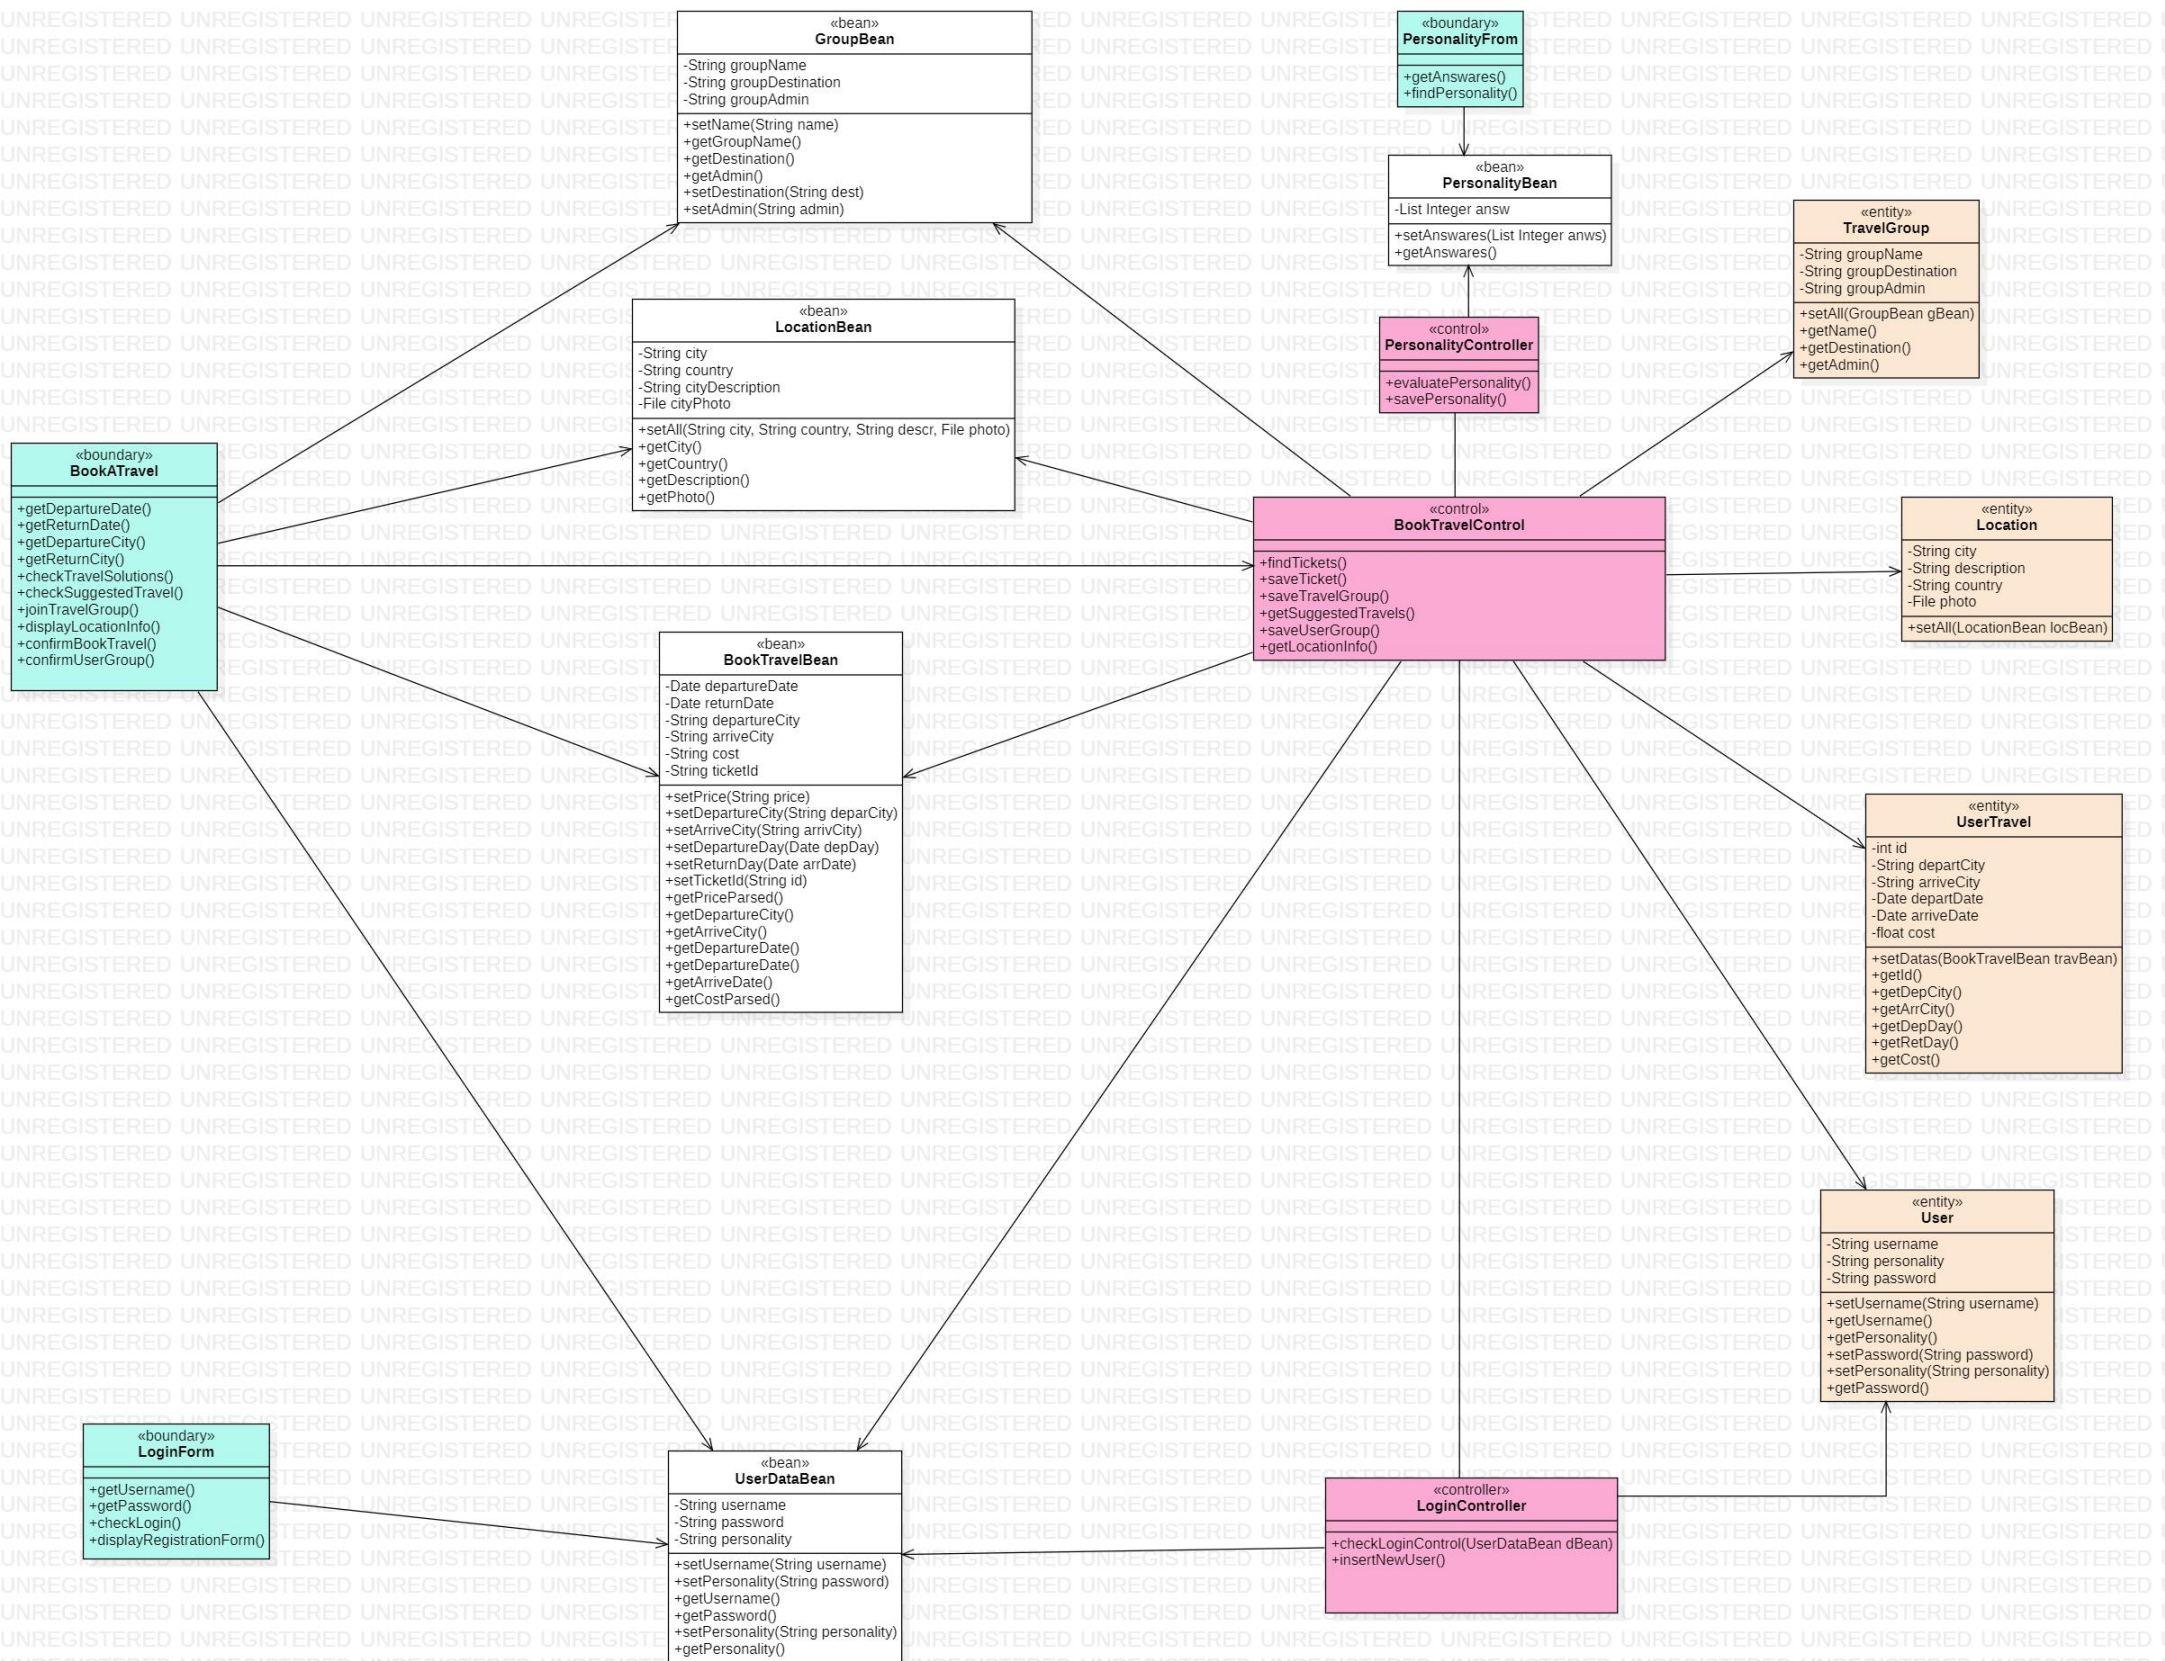 «bean»
GroupBean
-String groupName
-String groupDestination
-String groupAdmin
+setName(String name)
+getGroupName()
+getDestination()
+getAdmin()
+setDestination(String dest)
+setAdmin(String admin)
«boundary»
PersonalityFrom
+getAnswares()
+findPersonality()
«bean»
PersonalityBean
-List Integer answ
+setAnswares(List Integer anws)
+getAnswares()
«entity»
TravelGroup
-String groupName
-String groupDestination
-String groupAdmin
+setAll(GroupBean gBean)
+getName()
+getDestination()
+getAdmin()
«bean»
LocationBean
-String city
-String country
-String cityDescription
-File cityPhoto
+setAll(String city, String country, String descr, File photo)
+getCity()
+getCountry()
+getDescription()
+getPhoto()
«control»
PersonalityController
+evaluatePersonality()
+savePersonality()
«boundary»
BookATravel
+getDepartureDate()
+getReturnDate()
+getDepartureCity()
+getReturnCity()
+checkTravelSolutions()
+checkSuggestedTravel()
+joinTravelGroup()
+displayLocationInfo()
+confirmBookTravel()
+confirmUserGroup()
«control»
BookTravelControl
+findTickets()
+saveTicket()
+saveTravelGroup()
+getSuggestedTravels()
+saveUserGroup()
+getLocationInfo()
«entity»
Location
-String city
-String description
-String country
-File photo
+setAll(LocationBean locBean)
«bean»
BookTravelBean
-Date departureDate
-Date returnDate
-String departureCity
-String arriveCity
-String cost
-String ticketId
+setPrice(String price)
+setDepartureCity(String deparCity)
+setArriveCity(String arrivCity)
+setDepartureDay(Date depDay)
+setReturnDay(Date arrDate)
+setTicketId(String id)
+getPriceParsed()
+getDepartureCity()
+getArriveCity()
+getDepartureDate()
+getDepartureDate()
+getArriveDate()
+getCostParsed()
«entity»
UserTravel
-int id
-String departCity
-String arriveCity
-Date departDate
-Date arriveDate
-float cost
+setDatas(BookTravelBean travBean)
+getId()
+getDepCity()
+getArrCity()
+getDepDay()
+getRetDay()
+getCost()
«entity»
User
-String username
-String personality
-String password
+setUsername(String username)
+getUsername()
+getPersonality()
+setPassword(String password)
+setPersonality(String personality)
+getPassword()
«boundary»
LoginForm
+getUsername()
+getPassword()
+checkLogin()
+displayRegistrationForm()
«bean»
UserDataBean
-String username
-String password
-String personality
+setUsername(String username)
+setPersonality(String password)
+getUsername()
+getPassword()
+setPersonality(String personality)
+getPersonality()
«controller»
LoginController
+checkLoginControl(UserDataBean dBean)
+insertNewUser()
UNREGISTERED